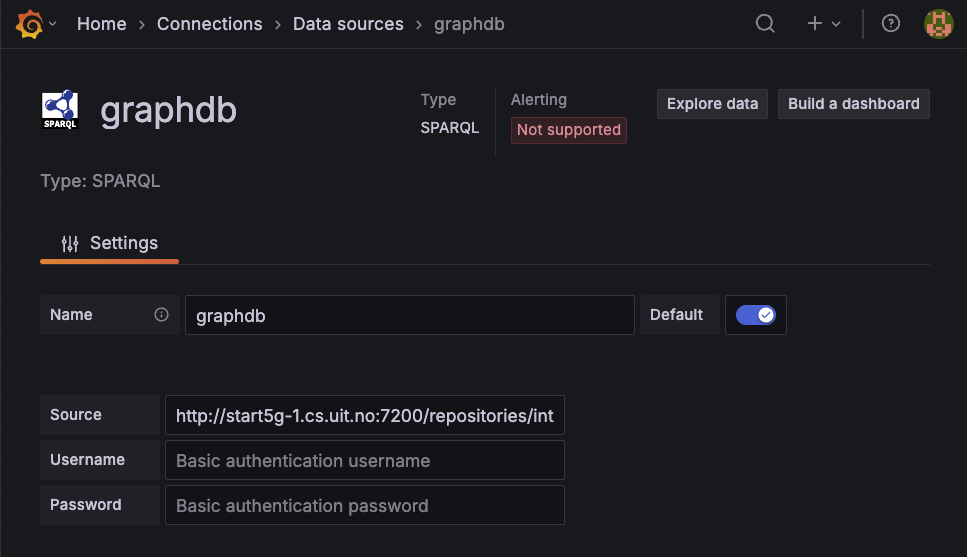 Home › Connections › Data sources › graphdb
SPARQL
graphdb
Type
SPARQL
Alerting
Not supported
Explore data
Build a dashboard
Type: SPARQL
Settings
Name
graphdb
Default
Source
http://start5g-1.cs.uit.no:7200/repositories/int
Username
Basic authentication username
Password
Basic authentication password